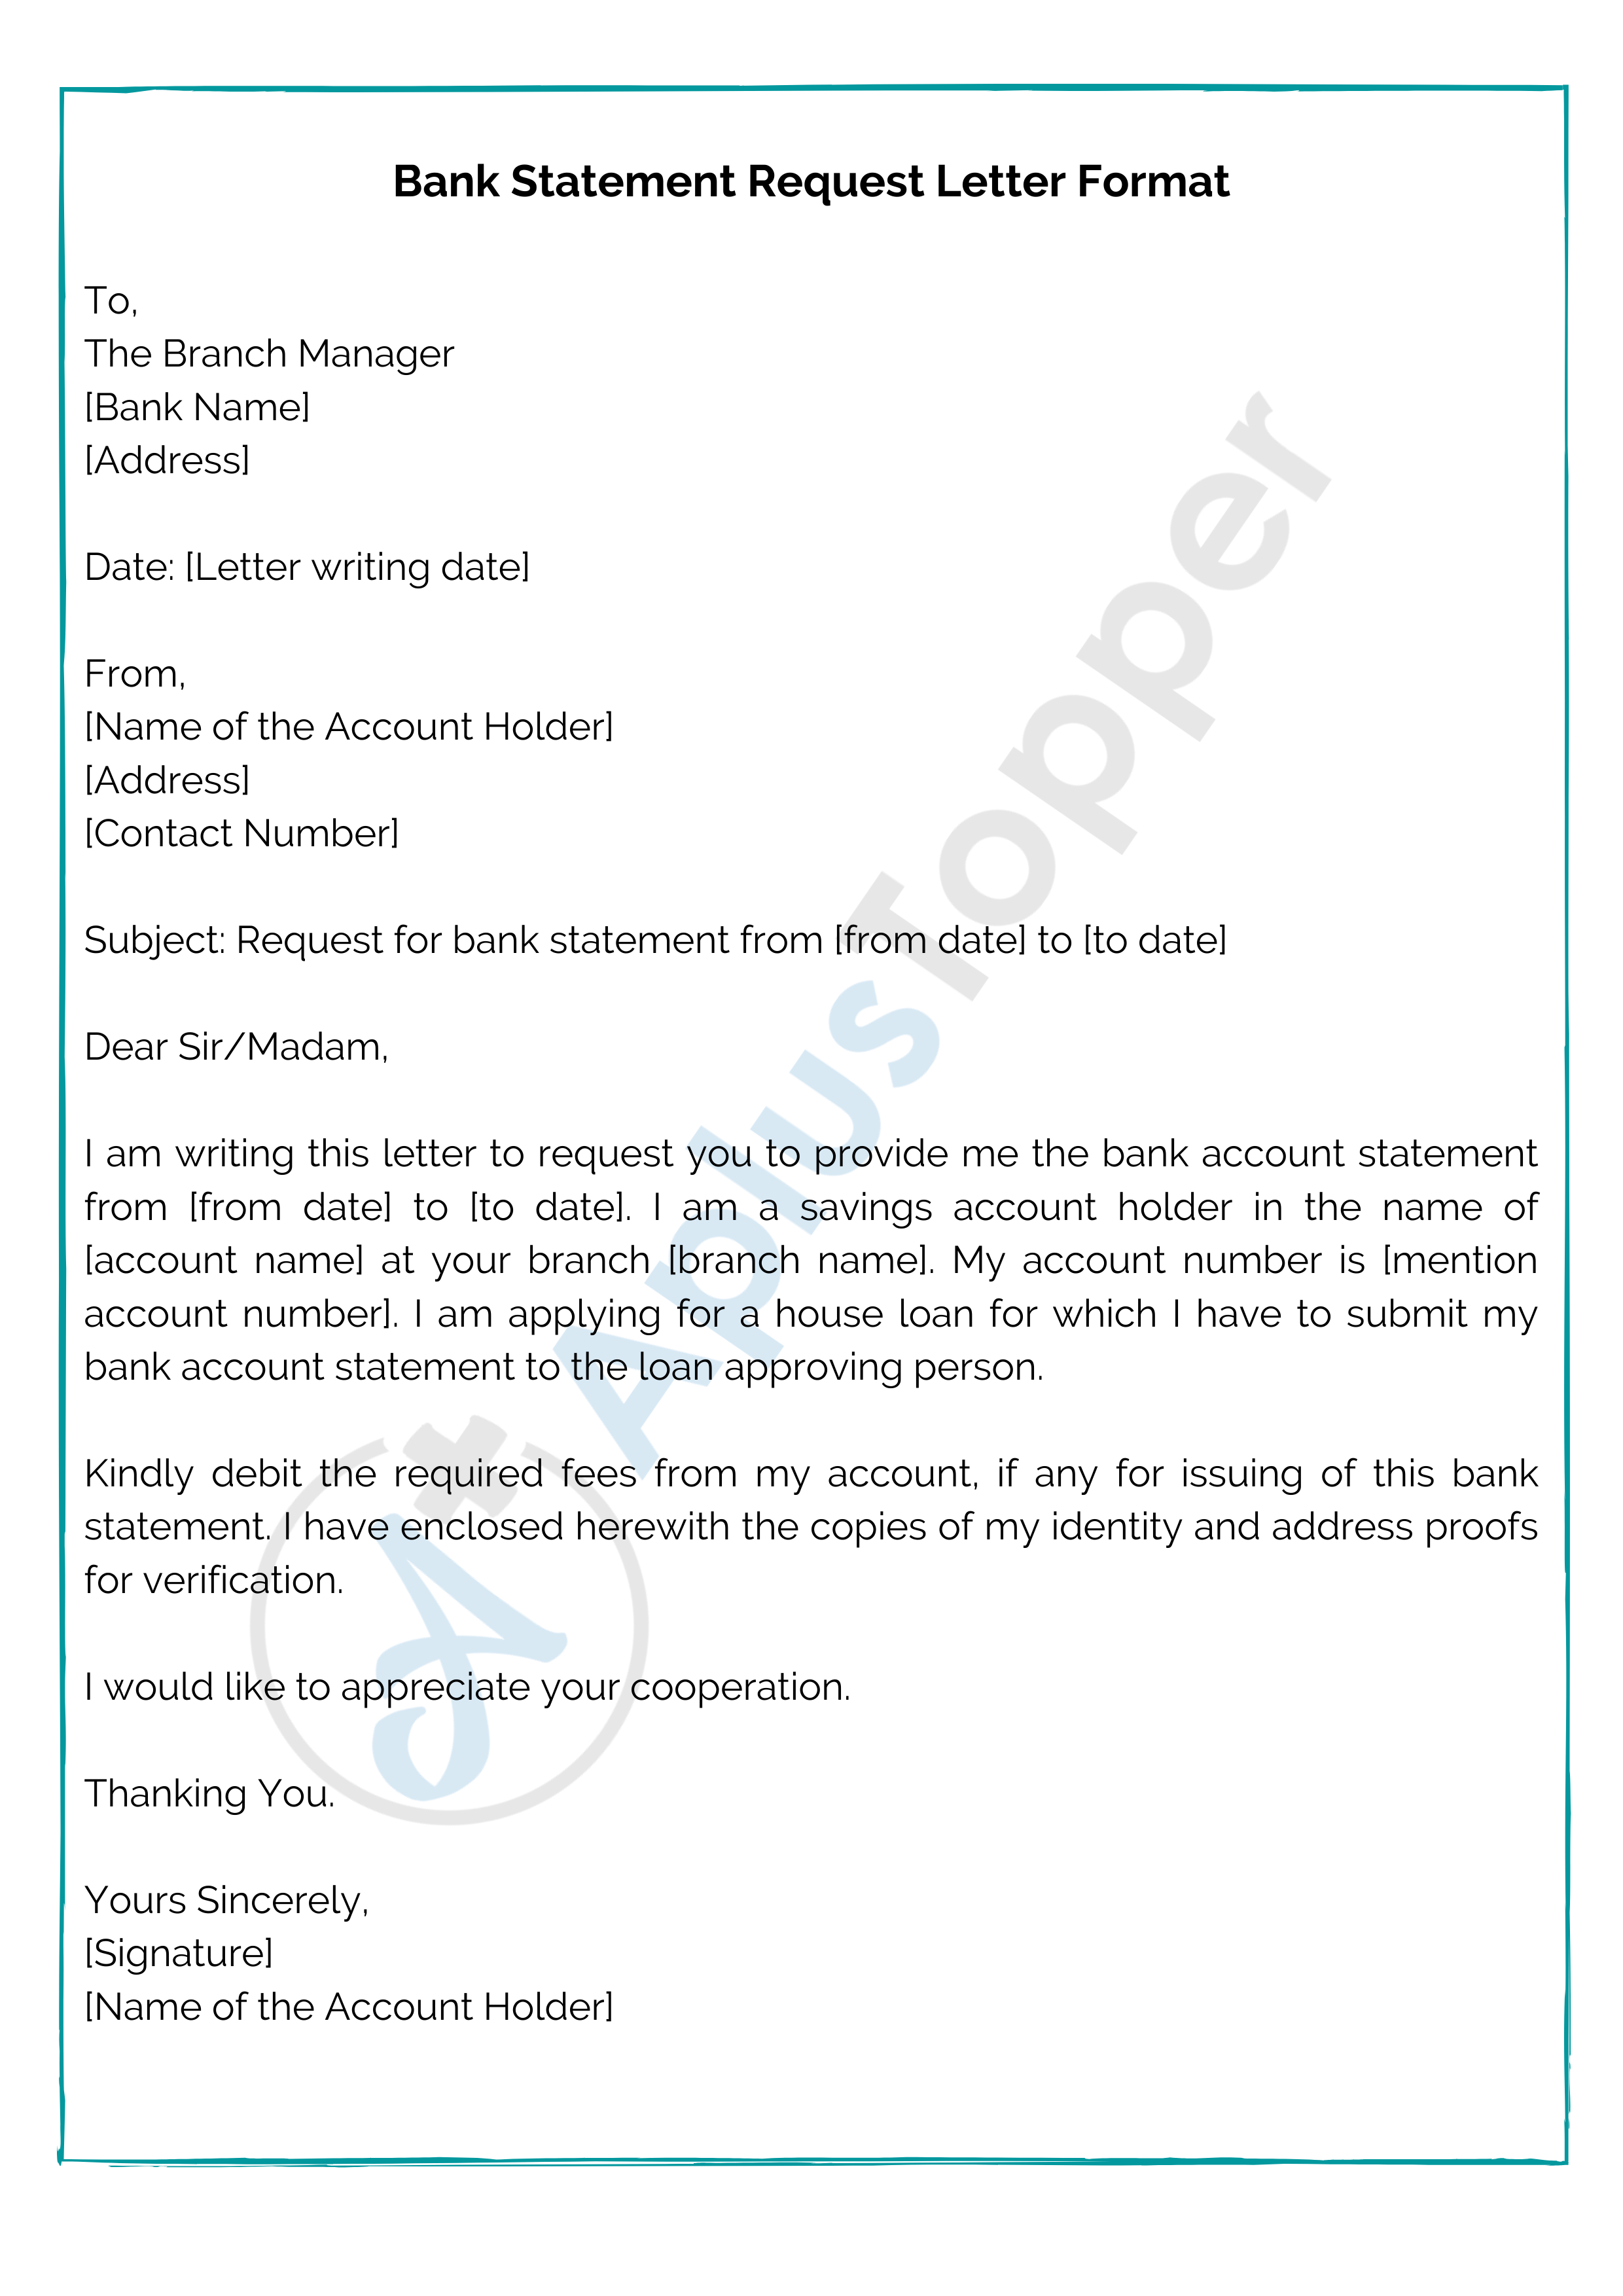 Bank Statement Request Letter Format
To,
The Branch Manager
[Bank Name]
[Address]
Date: [Letter writing date]
From,
[Name of the Account Holder]
[Address]
[Contact Number]
Subject: Request for bank statement from [from date] to [to date]
Dear Sir/Madam,
I am writing this letter to request you to provide me the bank account statement
from [from date] to [to date]. I am a savings account holder in the name of
[account name] at your branch [branch name]. My account number is [mention
account number]. I am applying for a house loan for which I have to submit my
bank account statement to the loan approving person.
Kindly debit the required fees from my account, if any for issuing of this bank
statement. I have enclosed herewith the copies of my identity and address proofs
for verification.
I would like to appreciate your cooperation.
Thanking You.
Yours Sincerely,
[Signature]
[Name of the Account Holder]
At AplusTopper